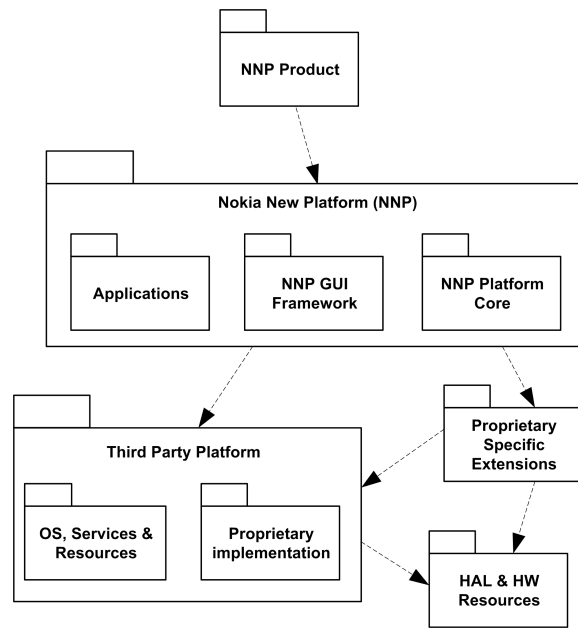 NNP Product
Nokia New Platform (NNP)
Applications
NNP GUI
Framework
NNP Platform
Core
Third Party Platform
OS, Services &
Resources
Proprietary
implementation
Proprietary
Specific
Extensions
HAL & HW
Resources